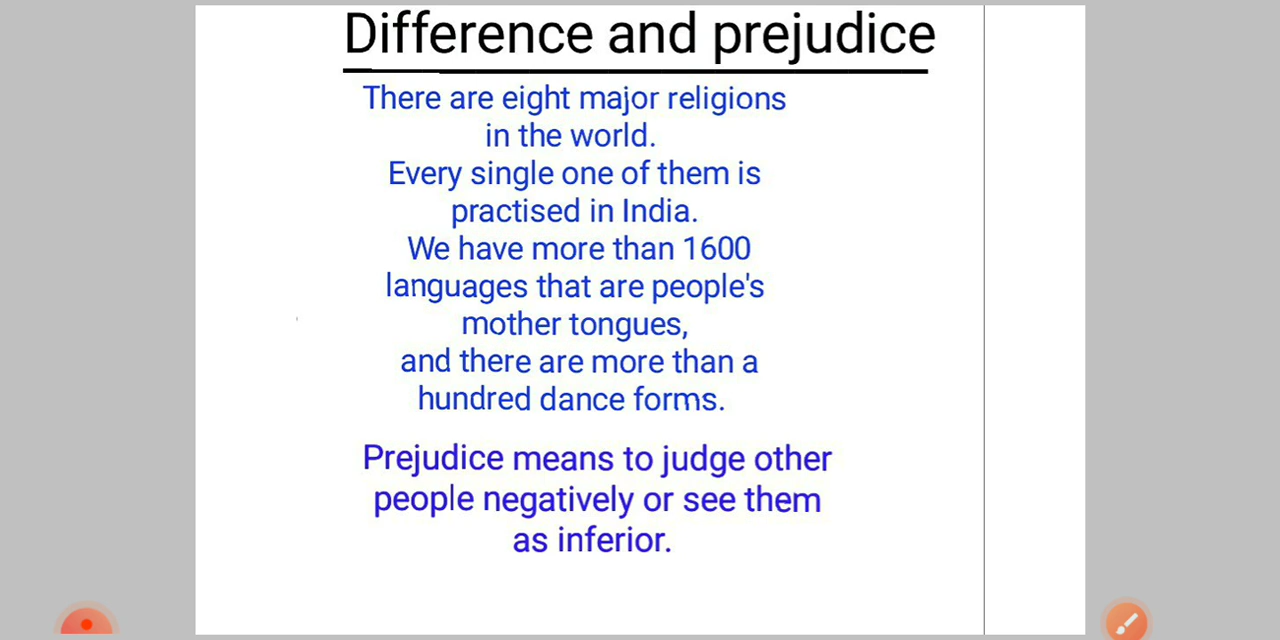 Difference and prejudice
There are eight major religions
in the world.
Every single one of them is
practised in India.
We have more than 1600
languages that are people's
mother tongues,
and there are more than a
hundred dance forms.
Prejudice means to judge other
people negatively or see them
as inferior.